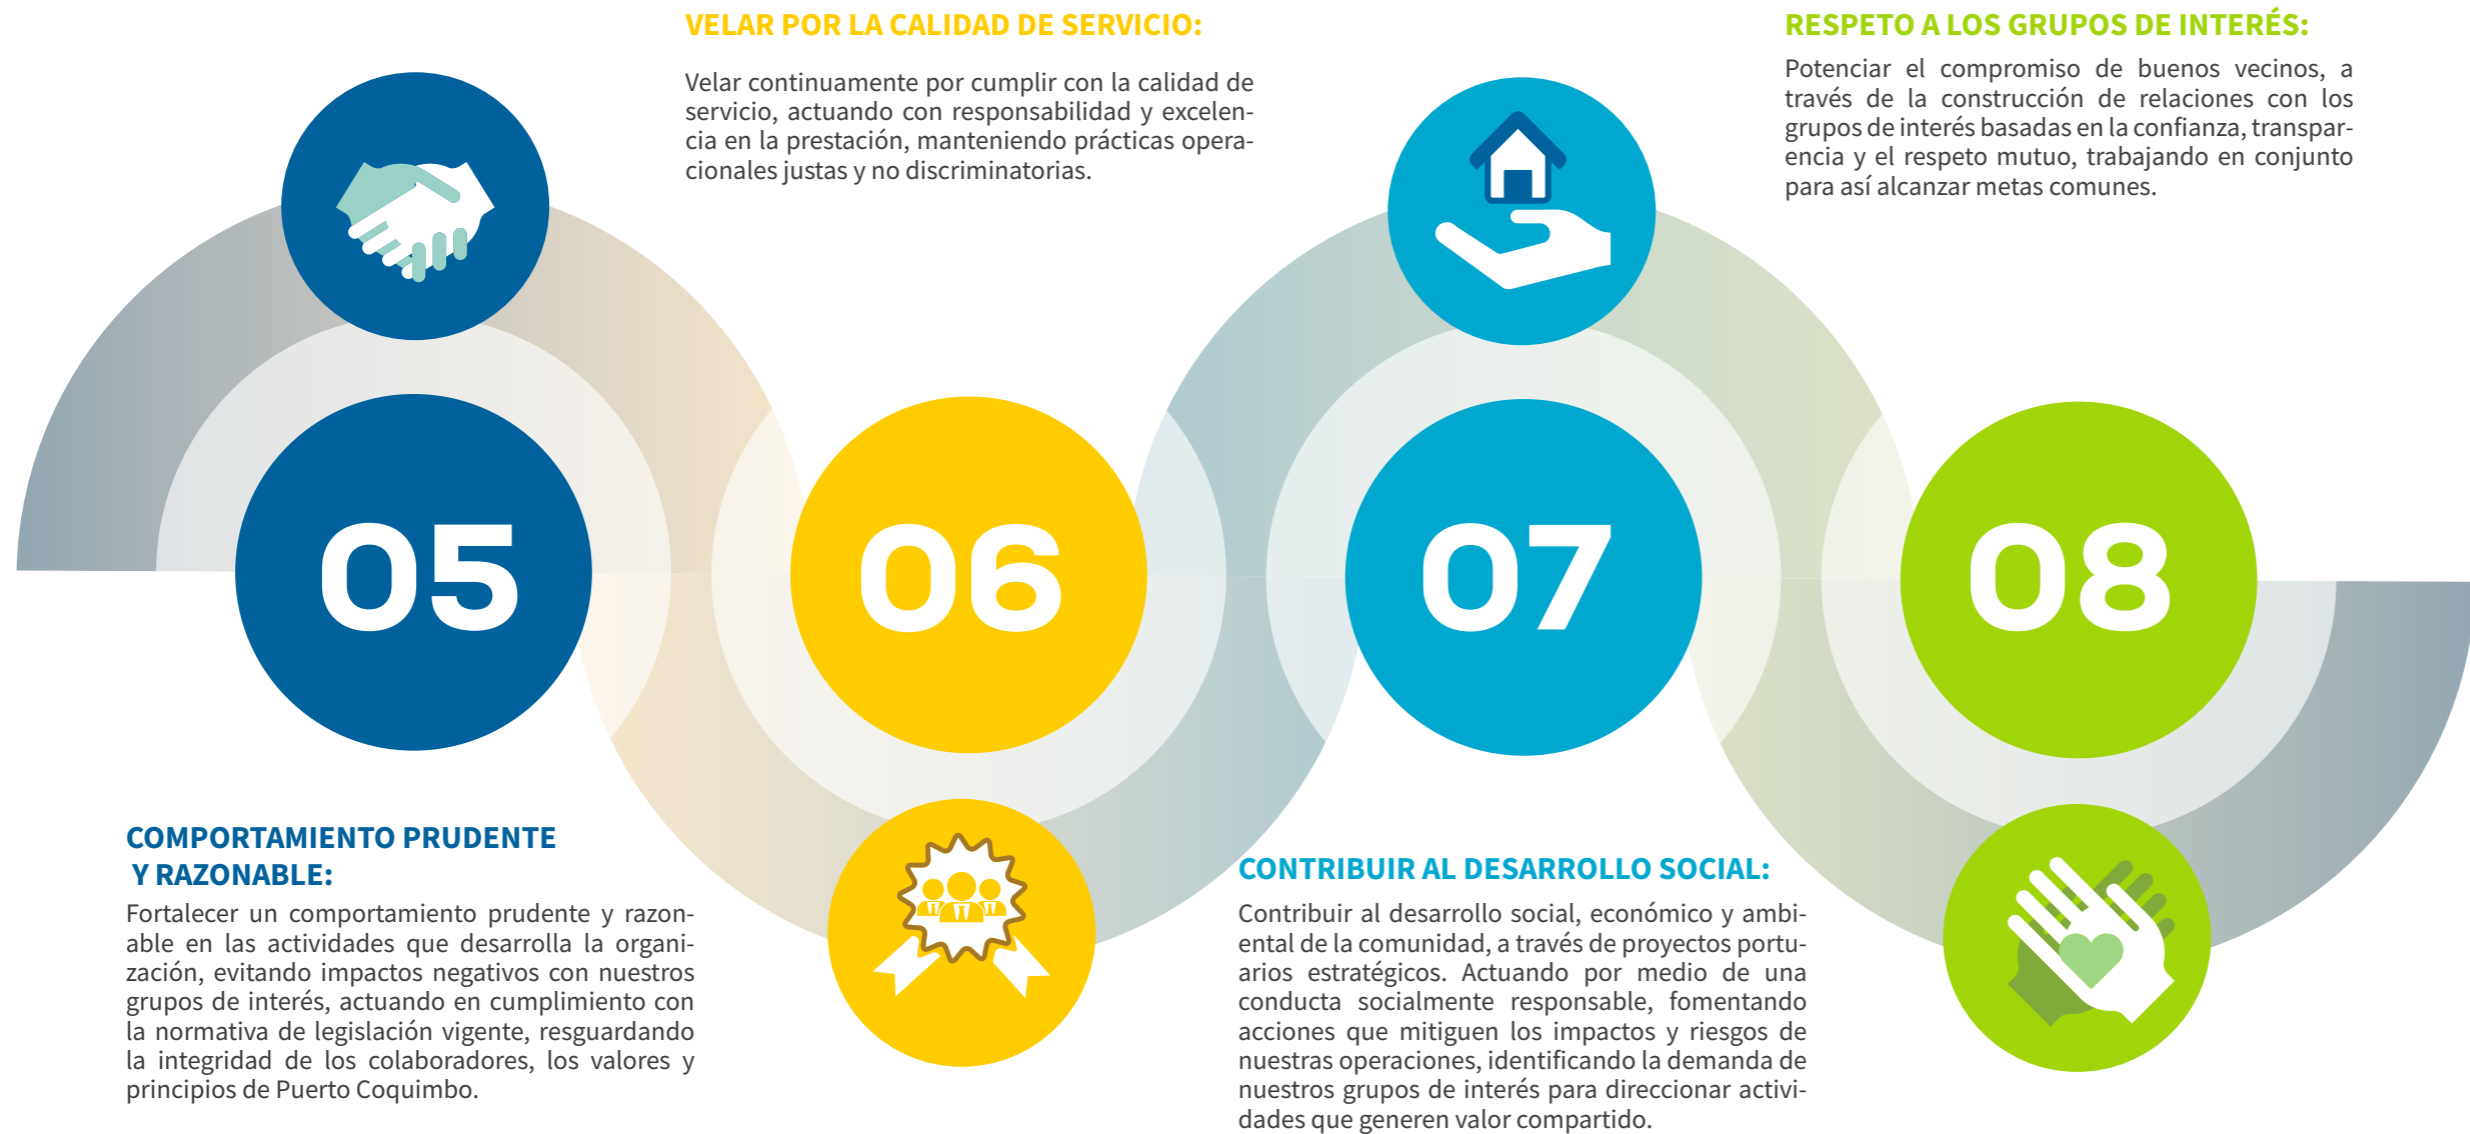 05
COMPORTAMIENTO PRUDENTE
Y RAZONABLE:
Fortalecer un comportamiento prudente y razon-
able en las actividades que desarrolla la organi-
zación, evitando impactos negativos con nuestros
grupos de interés, actuando en cumplimiento con
la normativa de legislación vigente, resguardando
la integridad de los colaboradores, los valores y
principios de Puerto Coquimbo.
VELAR POR LA CALIDAD DE SERVICIO:
Velar continuamente por cumplir con la calidad de
servicio, actuando con responsabilidad y excelen-
cia en la prestación, manteniendo prácticas opera-
cionales justas y no discriminatorias.
06
07
CONTRIBUIR AL DESARROLLO SOCIAL:
Contribuir al desarrollo social, económico y ambi-
ental de la comunidad, a través de proyectos portu-
arios estratégicos. Actuando por medio de una
conducta socialmente responsable, fomentando
acciones que mitiguen los impactos y riesgos de
nuestras operaciones, identificando la demanda de
nuestros grupos de interés para direccionar activi-
dades que generen valor compartido.
RESPETO A LOS GRUPOS DE INTERÉS:
Potenciar el compromiso de buenos vecinos, a
través de la construcción de relaciones con los
grupos de interés basadas en la confianza, transpar-
encia y el respeto mutuo, trabajando en conjunto
para así alcanzar metas comunes.
08